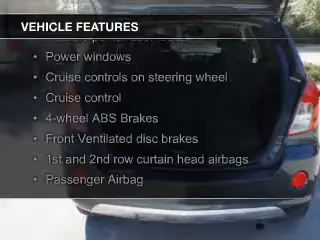 VEHICLE FEATURES
• Power windows
• Cruise controls on steering wheel
• Cruise control
• 4-wheel ABS Brakes
• Front Ventilated disc brakes
• 1st and 2nd row curtain head airbags
• Passenger Airbag